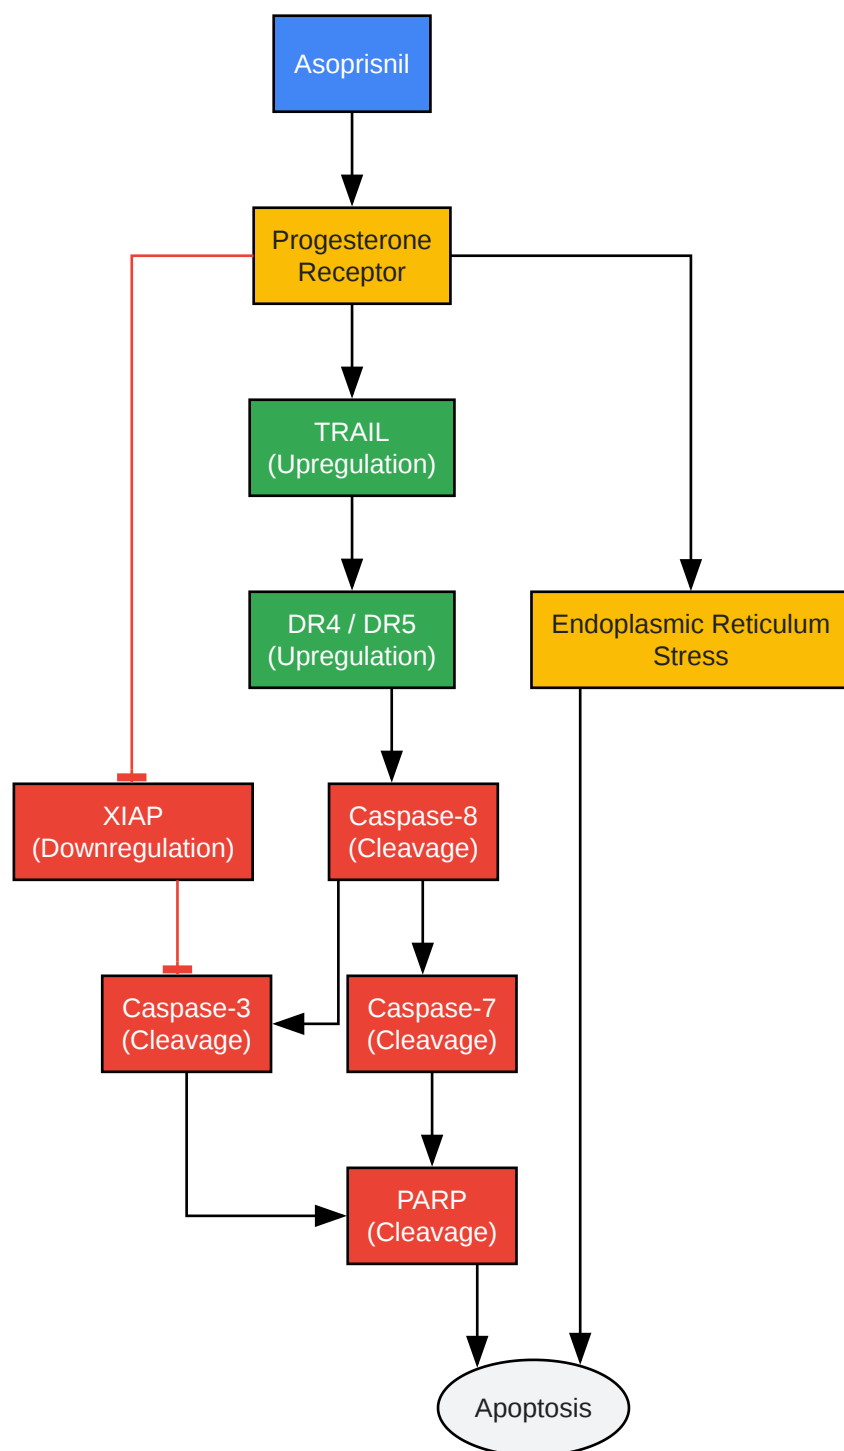 Asoprisnil
Progesterone
Receptor
TRAIL
(Upregulation)
DR4 / DR5
(Upregulation)
Endoplasmic Reticulum
Stress
XIAP
(Downregulation)
Caspase-8
(Cleavage)
Caspase-3
(Cleavage)
Caspase-7
(Cleavage)
PARP
(Cleavage)
Apoptosis